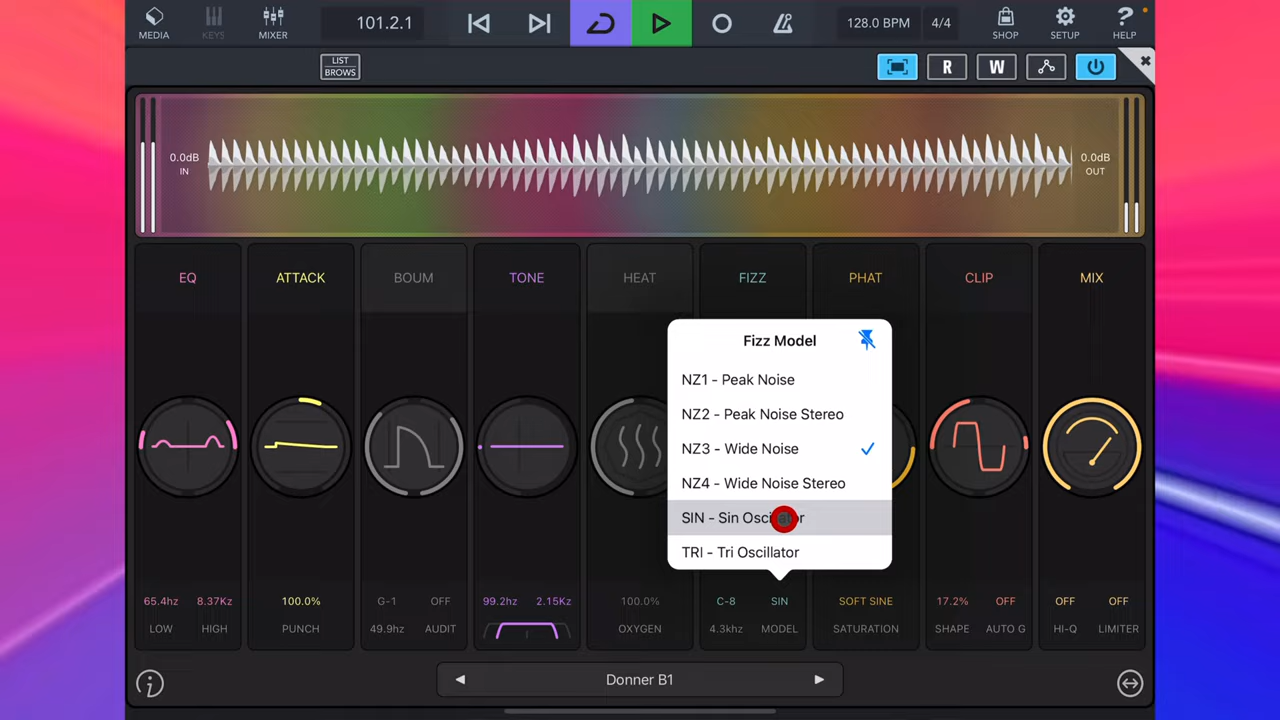 MEDIA
KEYS
MIXER
101.2.1
128.0 BPM
4/4
SHOP
SETUP
?
HELP
LIST
BROWS
R
W
0.0dB
IN
0.0dB
OUT
EQ
ATTACK
BOUM
TONE
HEAT
FIZZ
PHAT
CLIP
MIX
Fizz Model
NZ1 - Peak Noise
NZ2 - Peak Noise Stereo
NZ3 - Wide Noise
NZ4 - Wide Noise Stereo
SIN - Sin Oscillator
TRI - Tri Oscillator
65.4hz 8.37Kz
LOW HIGH
100.0%
PUNCH
G-1 OFF
49.9hz AUDIT
99.2hz 2.15Kz
100.0%
OXYGEN
C-8 SIN
4.3khz MODEL
SOFT SINE
SATURATION
17.2% OFF
SHAPE AUTO G
OFF OFF
HI-Q LIMITER
Donner B1